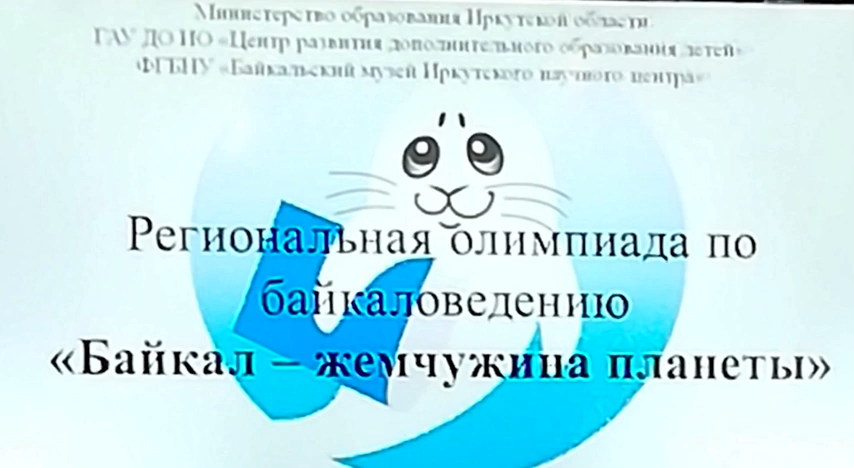 Министерство образования Иркутской области
ГАУ ДО ИО «Центр развития дополнительного образования детей»
ФГБНУ «Байкальский музей Иркутского научного центра»
Региональная олимпиада по
байкаловедению
«Байкал – жемчужина планеты»